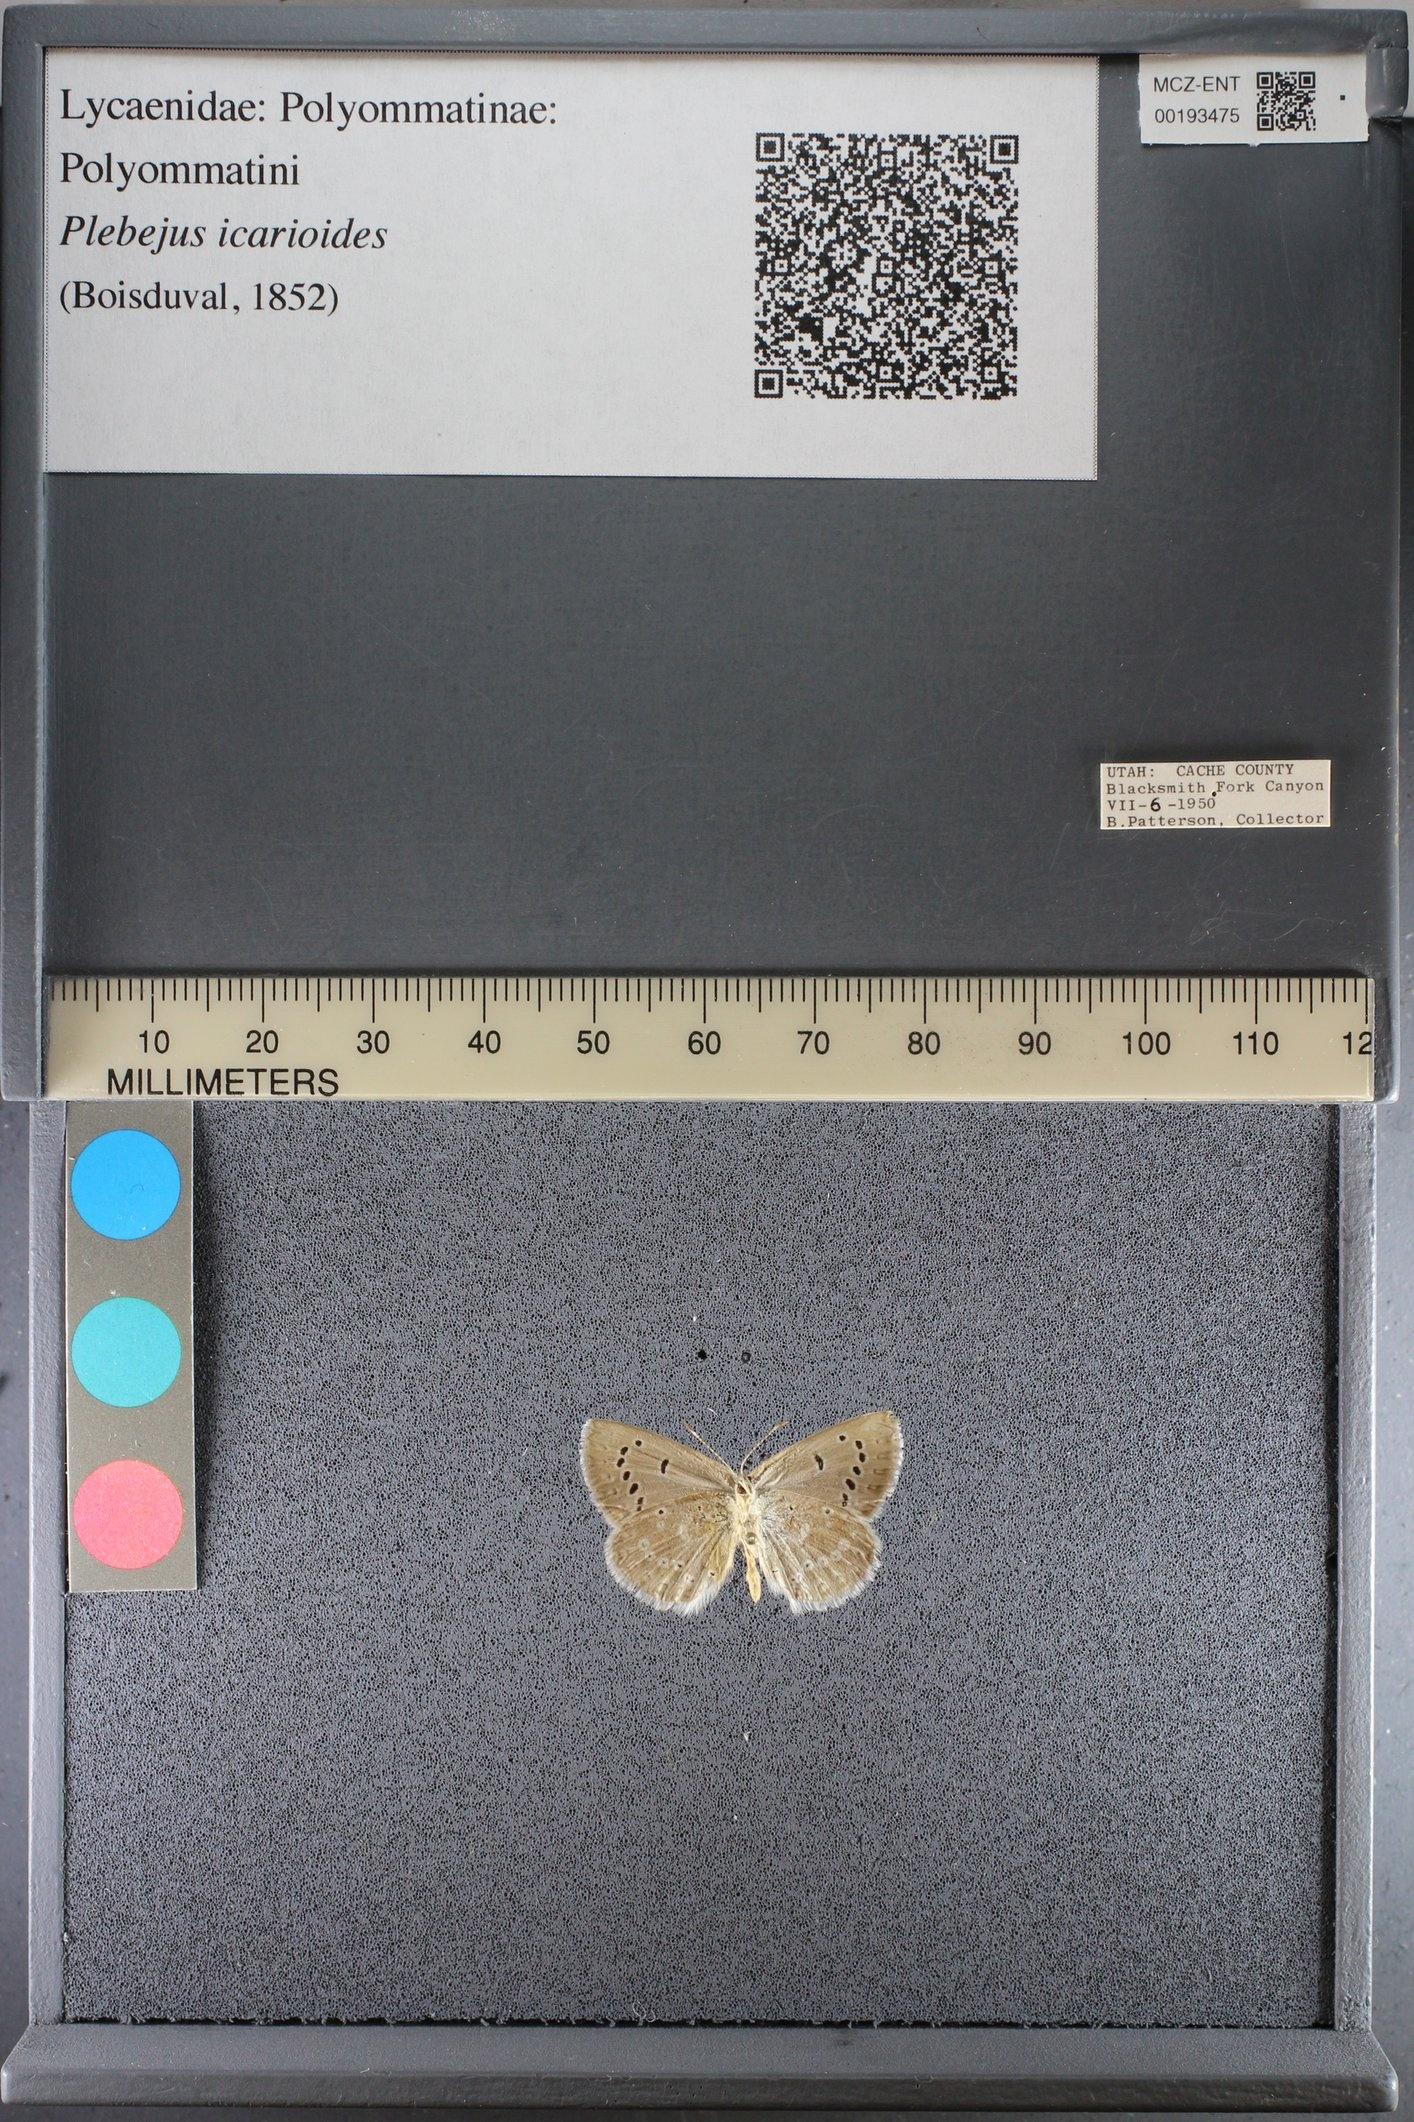 Lycaenidae: Polyommatinae:
Polyommatini
Plebejus icarioides
(Boisduval, 1852)
MCZ-ENT
00193475
UTAH: CACHE COUNTY
Blacksmith Fork Canyon
VII-6-1950
B.Patterson, Collector
10 20 30 40 50 60 70 80 90 100 110 12
MILLIMETERS